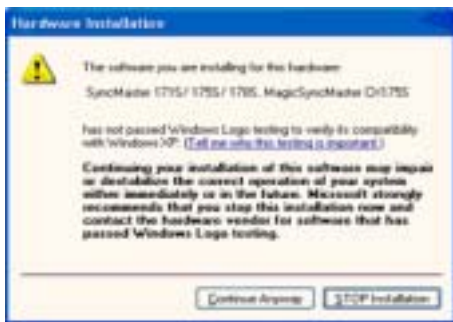 Hardware Installation
The software you are installing for this hardware:
SyncMaster 171S / 175S / 178S, MagicSyncMaster CX175S
has not passed Windows Logo testing to verify its compatibility
with Windows XP. (Tell me why this testing is important.)
Continuing your installation of this software may impair
or destabilize the correct operation of your system
either immediately or in the future. Microsoft strongly
recommends that you stop this installation now and
contact the hardware vendor for software that has
passed Windows Logo testing.
Continue Anyway
STOP Installation